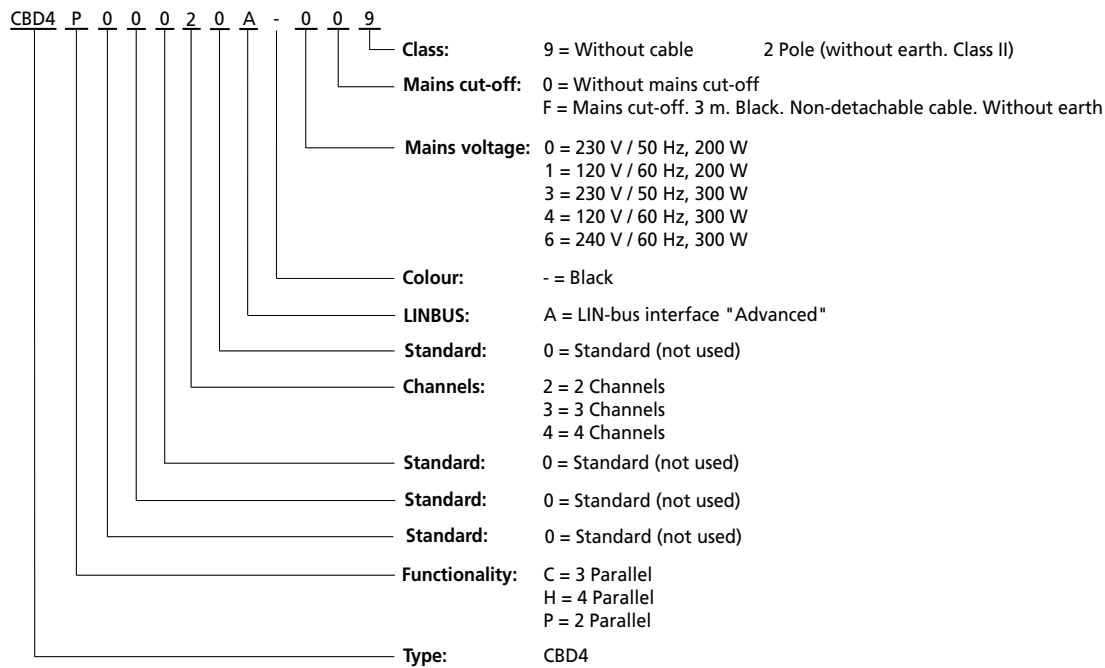 CBD4 P 0 0 0 2 0 A - 0 0 9
Class: 9 = Without cable 2 Pole (without earth. Class II)
Mains cut-off: 0 = Without mains cut-off
F = Mains cut-off. 3 m. Black. Non-detachable cable. Without earth
Mains voltage: 0 = 230 V / 50 Hz, 200 W
1 = 120 V / 60 Hz, 200 W
3 = 230 V / 50 Hz, 300 W
4 = 120 V / 60 Hz, 300 W
6 = 240 V / 60 Hz, 300 W
Colour: - = Black
LINBUS: A = LIN-bus interface "Advanced"
Standard: 0 = Standard (not used)
Channels: 2 = 2 Channels
3 = 3 Channels
4 = 4 Channels
Standard: 0 = Standard (not used)
Standard: 0 = Standard (not used)
Standard: 0 = Standard (not used)
Functionality: C = 3 Parallel
H = 4 Parallel
P = 2 Parallel
Type: CBD4